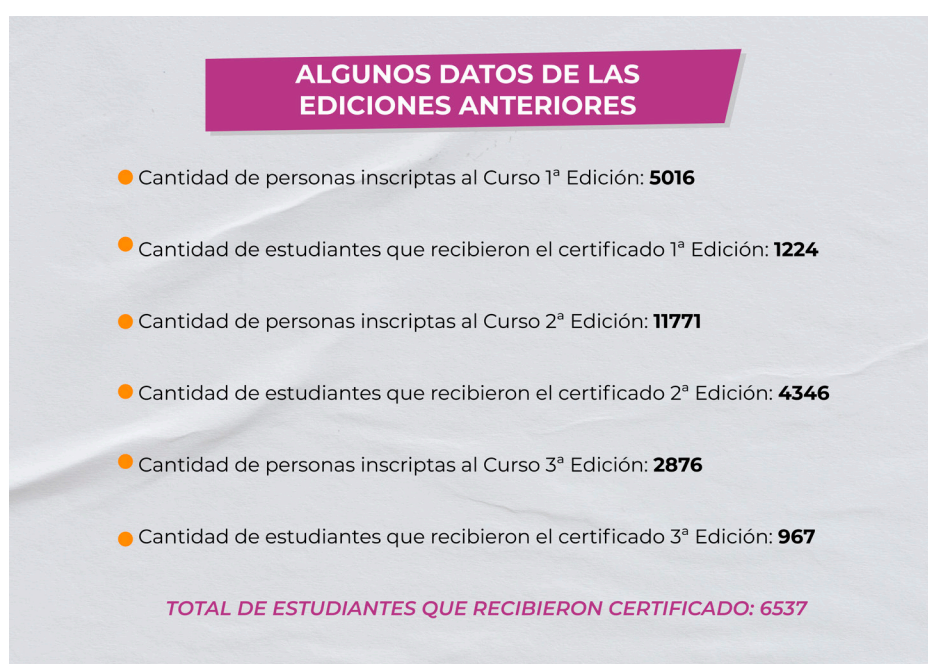 ALGUNOS DATOS DE LAS
EDICIONES ANTERIORES
Cantidad de personas inscriptas al Curso 1ª Edición: 5016
Cantidad de estudiantes que recibieron el certificado 1ª Edición: 1224
Cantidad de personas inscriptas al Curso 2ª Edición: 11771
Cantidad de estudiantes que recibieron el certificado 2ª Edición: 4346
Cantidad de personas inscriptas al Curso 3ª Edición: 2876
Cantidad de estudiantes que recibieron el certificado 3ª Edición: 967
TOTAL DE ESTUDIANTES QUE RECIBIERON CERTIFICADO: 6537